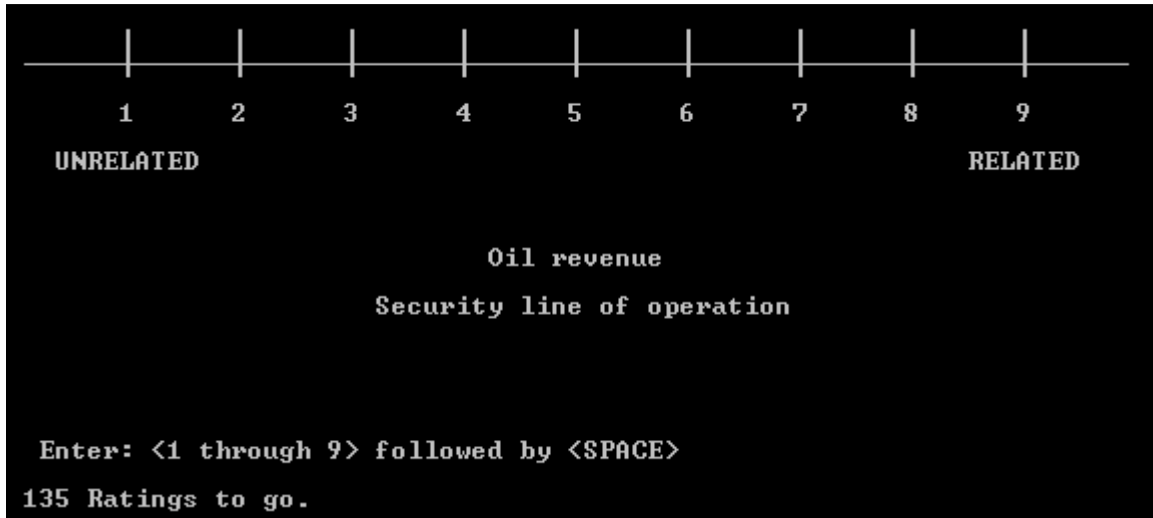 1 2 3 4 5 6 7 8 9
UNRELATED RELATED
Oil revenue
Security line of operation
Enter: <1 through 9> followed by <SPACE>
135 Ratings to go.